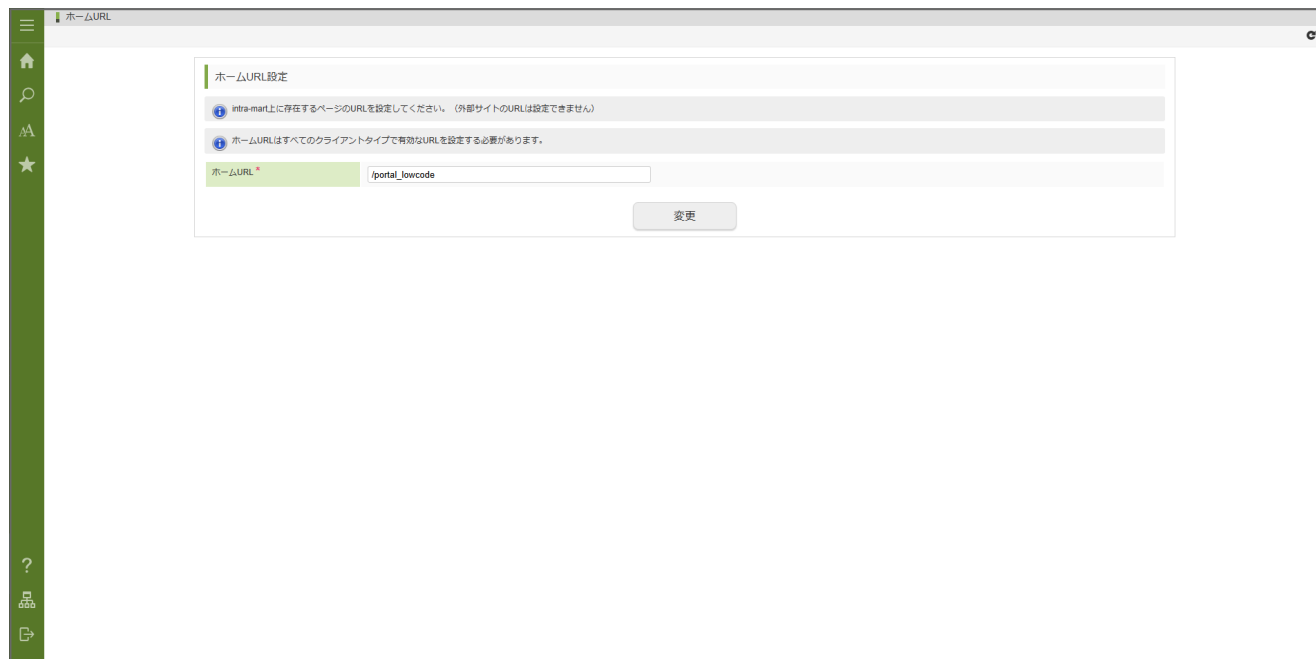 ホームURL
ホームURL設定
intra-mart上に存在するページのURLを設定してください。（外部サイトのURLは設定できません）
ホームURLはすべてのクライアントタイプで有効なURLを設定する必要があります。
ホームURL * /portal_lowcode
変更